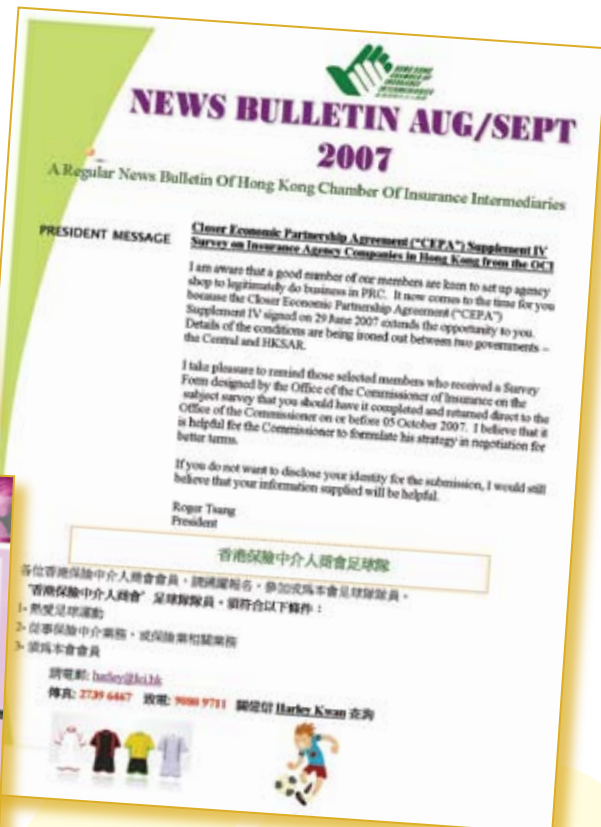 HONG KONG
CHAMBER OF
INSURANCE
INTERMEDIARIES
NEWS BULLETIN AUG/SEPT
2007
A Regular News Bulletin Of Hong Kong Chamber Of Insurance Intermediaries
PRESIDENT MESSAGE
Closer Economic Partnership Agreement ("CEPA") Supplement IV
Survey on Insurance Agency Companies in Hong Kong from the OCI
I am aware that a good number of our members are keen to set up agency
shop to legitimately do business in PRC. It now comes to the time for you
because the Closer Economic Partnership Agreement ("CEPA")
Supplement IV signed on 29 June 2007 extends the opportunity to you.
Details of the conditions are being ironed out between two governments –
the Central and HKSAR.
I take pleasure to remind those selected members who received a Survey
Form designed by the Office of the Commissioner of Insurance on the
subject survey that you should have it completed and returned direct to the
Office of the Commissioner on or before 05 October 2007. I believe that it
is helpful for the Commissioner to formulate his strategy in negotiation for
better terms.
If you do not want to disclose your identity for the submission, I would still
believe that your information supplied will be helpful.
Roger Tsang
President
香港保險中介人商會足球隊
各位香港保險中介人商會會員，請踴躍報名，參加成為本會足球隊隊員。
"香港保險中介人商會" 足球隊隊員，須符合以下條件：
1- 熱愛足球運動
2- 從事保險中介業務，或保險業相關業務
3- 須為本會會員
請電郵:
傳真: 2739 6467 致電: 9080 9711 Harley Kwan 查詢